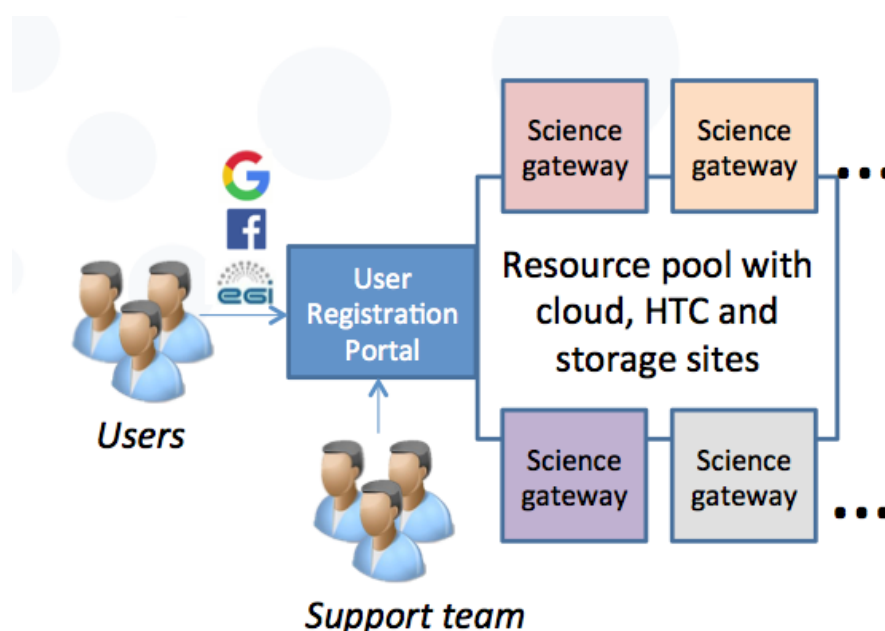 Science
gateway
Science
gateway
...
G
f
egi
User
Registration
Portal
Resource pool with
cloud, HTC and
storage sites
Users
Science
gateway
Science
gateway
...
Support team